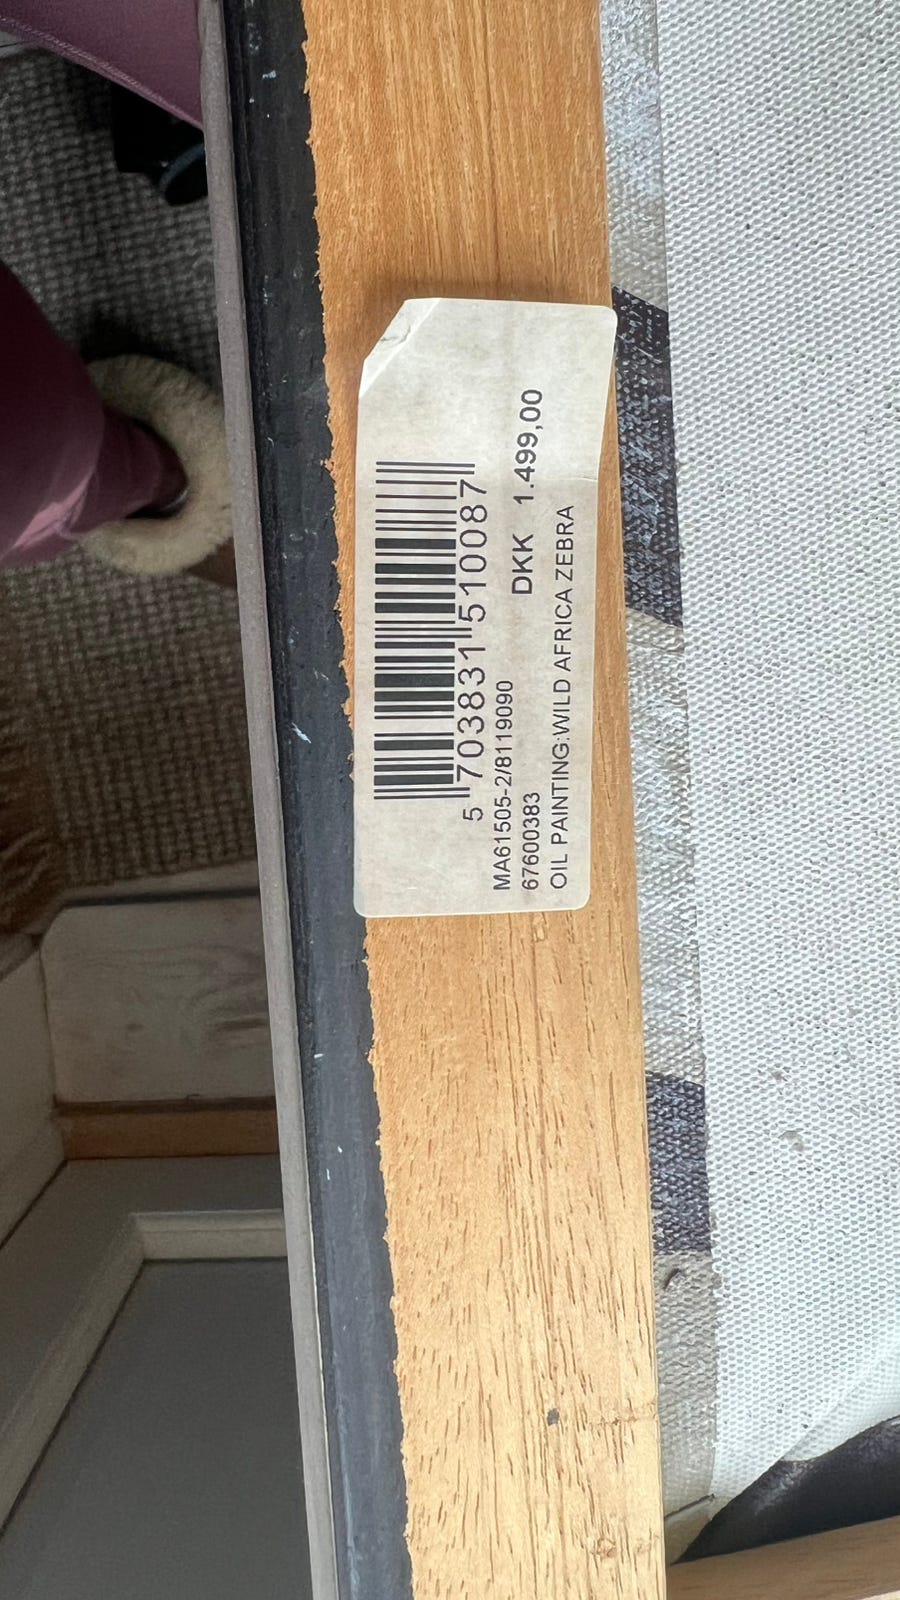 5 703831 510087
MA61505-2/8119090
67600383 DKK 1.499,00
OIL PAINTING:WILD AFRICA ZEBRA